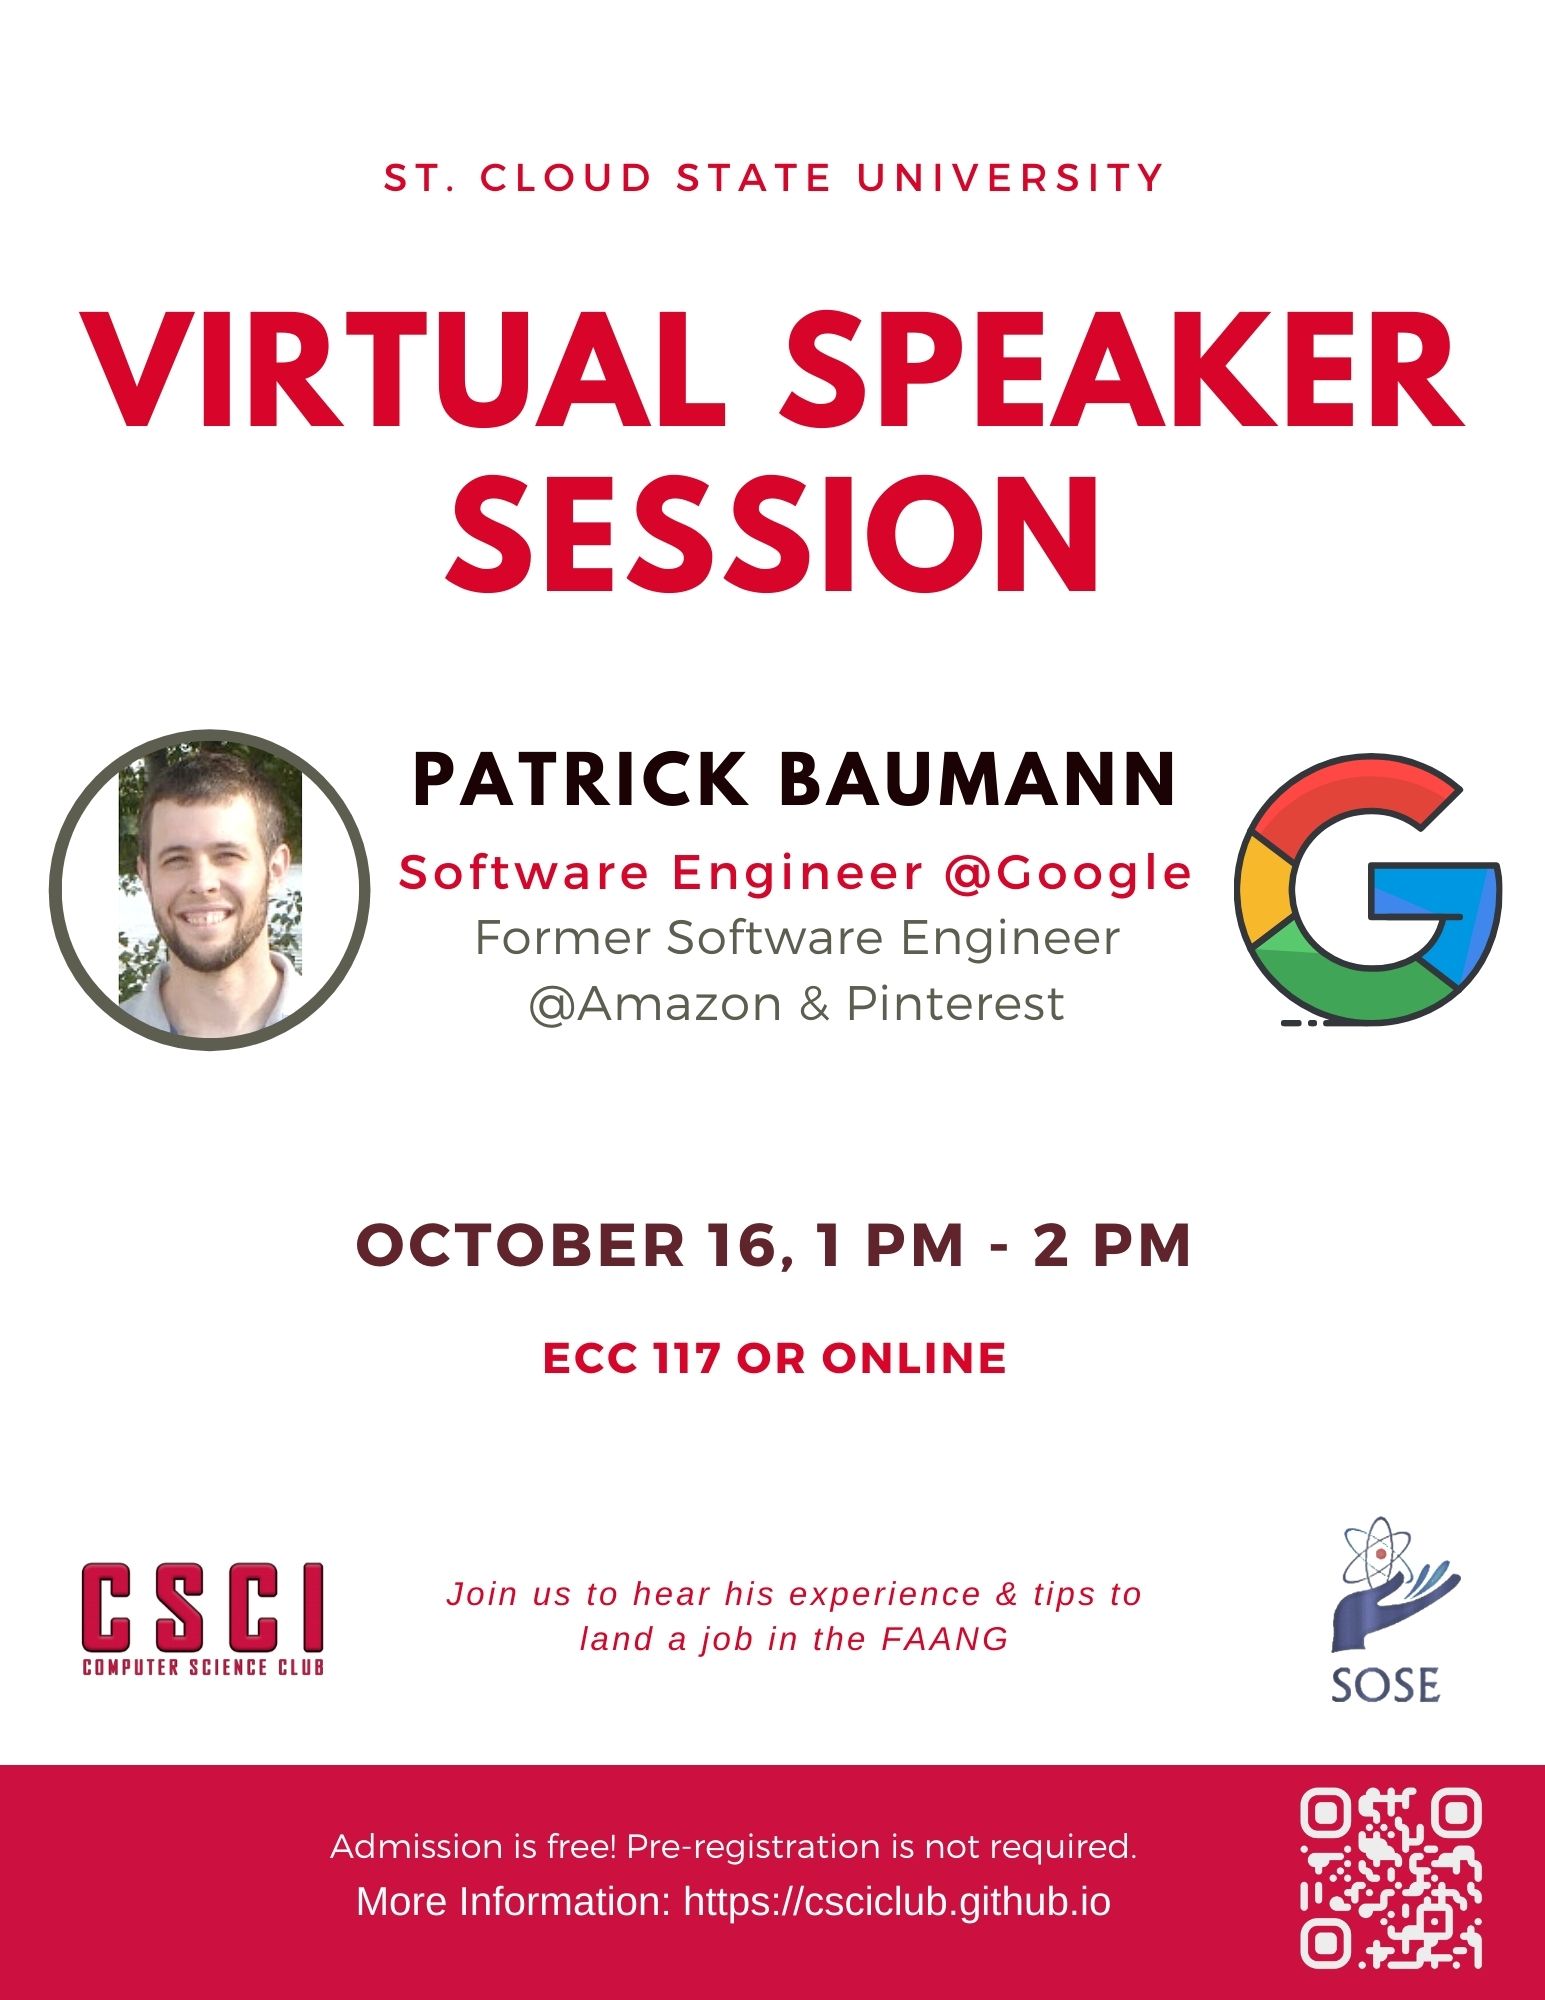 ST. CLOUD STATE UNIVERSITY
VIRTUAL SPEAKER
SESSION
PATRICK BAUMANN
Software Engineer @Google
Former Software Engineer
@Amazon & Pinterest
OCTOBER 16, 1 PM - 2 PM
ECC 117 OR ONLINE
CSCI
COMPUTER SCIENCE CLUB
Join us to hear his experience & tips to
land a job in the FAANG
SOSE
Admission is free! Pre-registration is not required.
More Information: https://csciclub.github.io